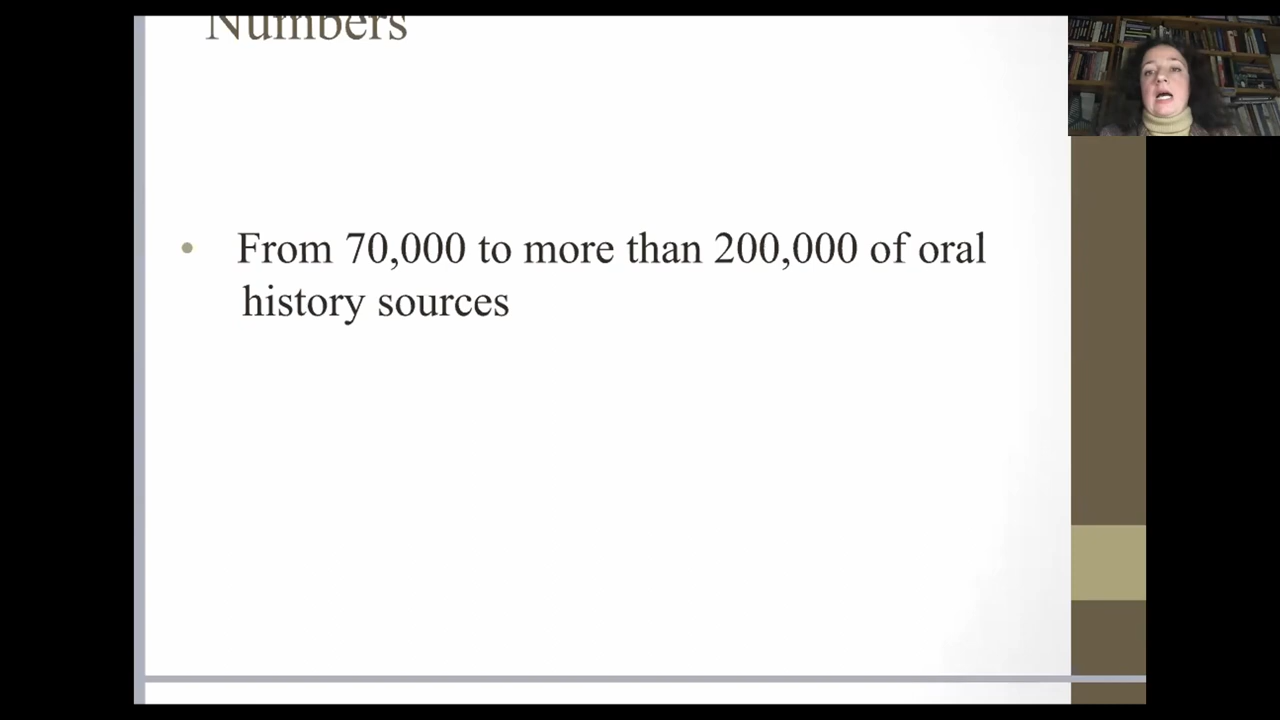 Numbers
• From 70,000 to more than 200,000 of oral
history sources